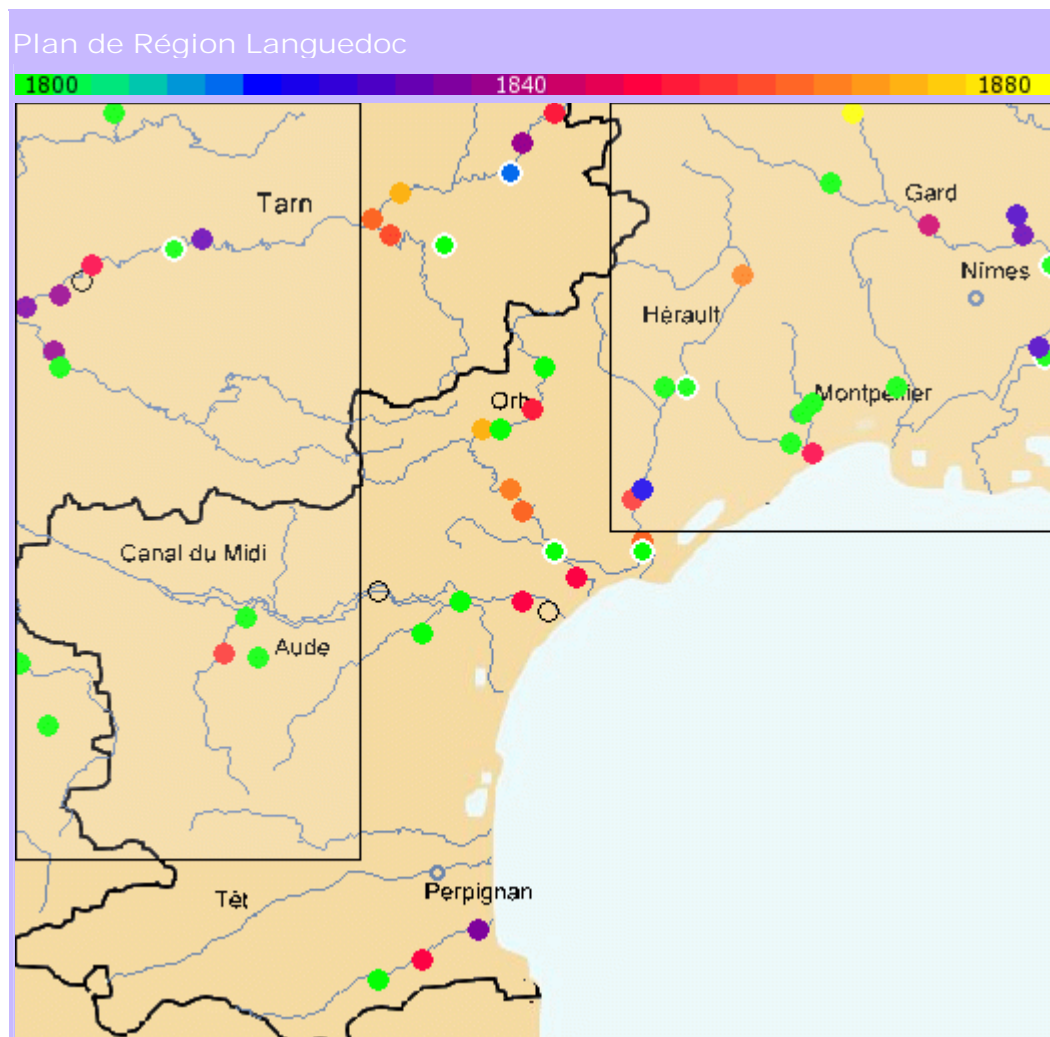 Plan de Région Languedoc
1800 1840 1880
Tarn
Gard
Nîmes
Hérault
Orb
Montpellier
Canal du Midi
Aude
Têt
Perpignan